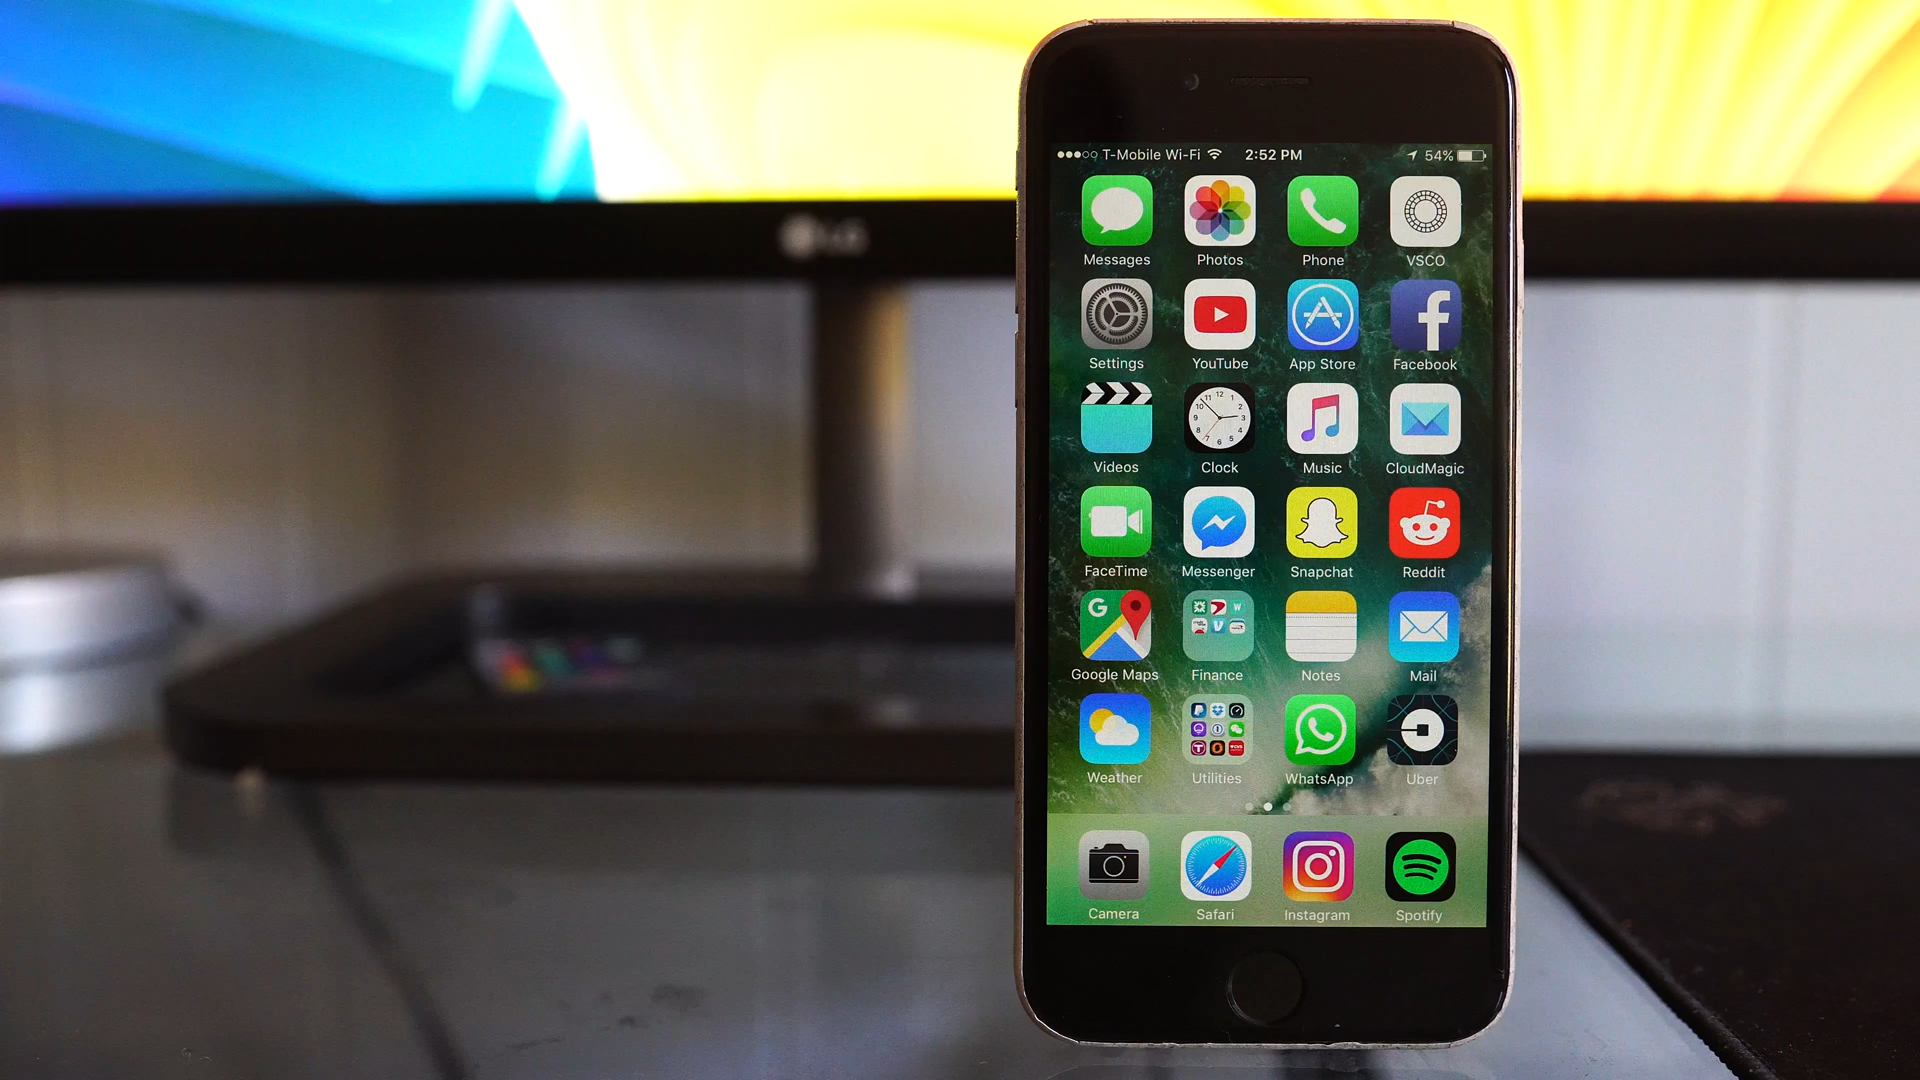 LG
T-Mobile Wi-Fi 2:52 PM 54%
Messages Photos Phone VSCO
Settings YouTube App Store Facebook
Videos Clock Music CloudMagic
FaceTime Messenger Snapchat Reddit
Google Maps Finance Notes Mail
Weather Utilities WhatsApp Uber
Camera Safari Instagram Spotify